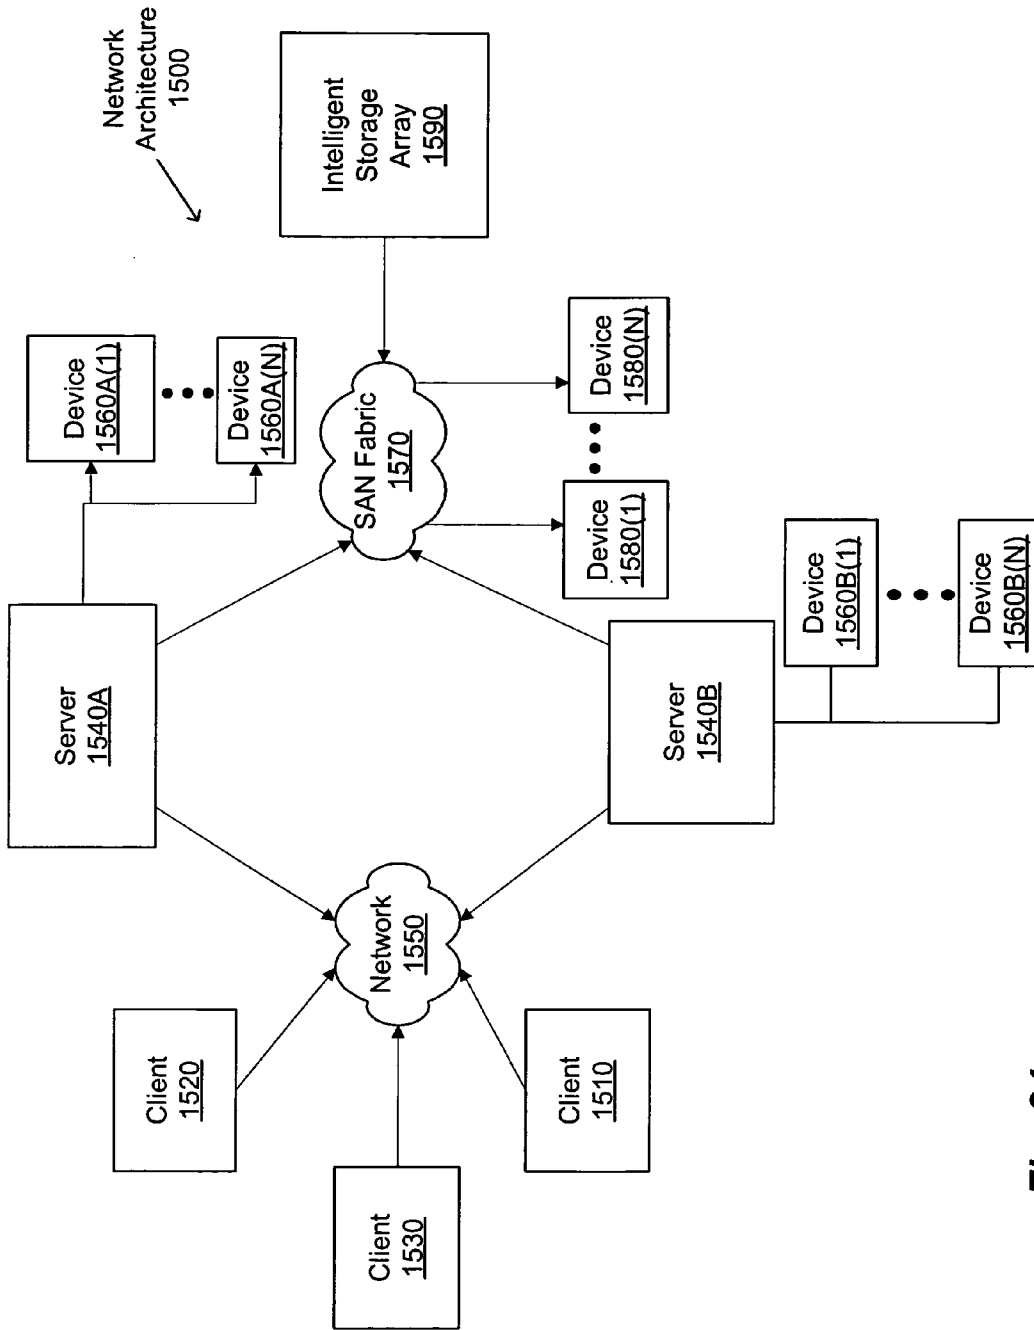 Network
Architecture
1500
Intelligent
Storage
Array
1590
Device
1560A(1)
Device
1560A(N)
SAN Fabric
1570
Device
1580(N)
Device
1580(1)
Server
1540A
Server
1540B
Device
1560B(1)
Device
1560B(N)
Network
1550
Client
1520
Client
1530
Client
1510